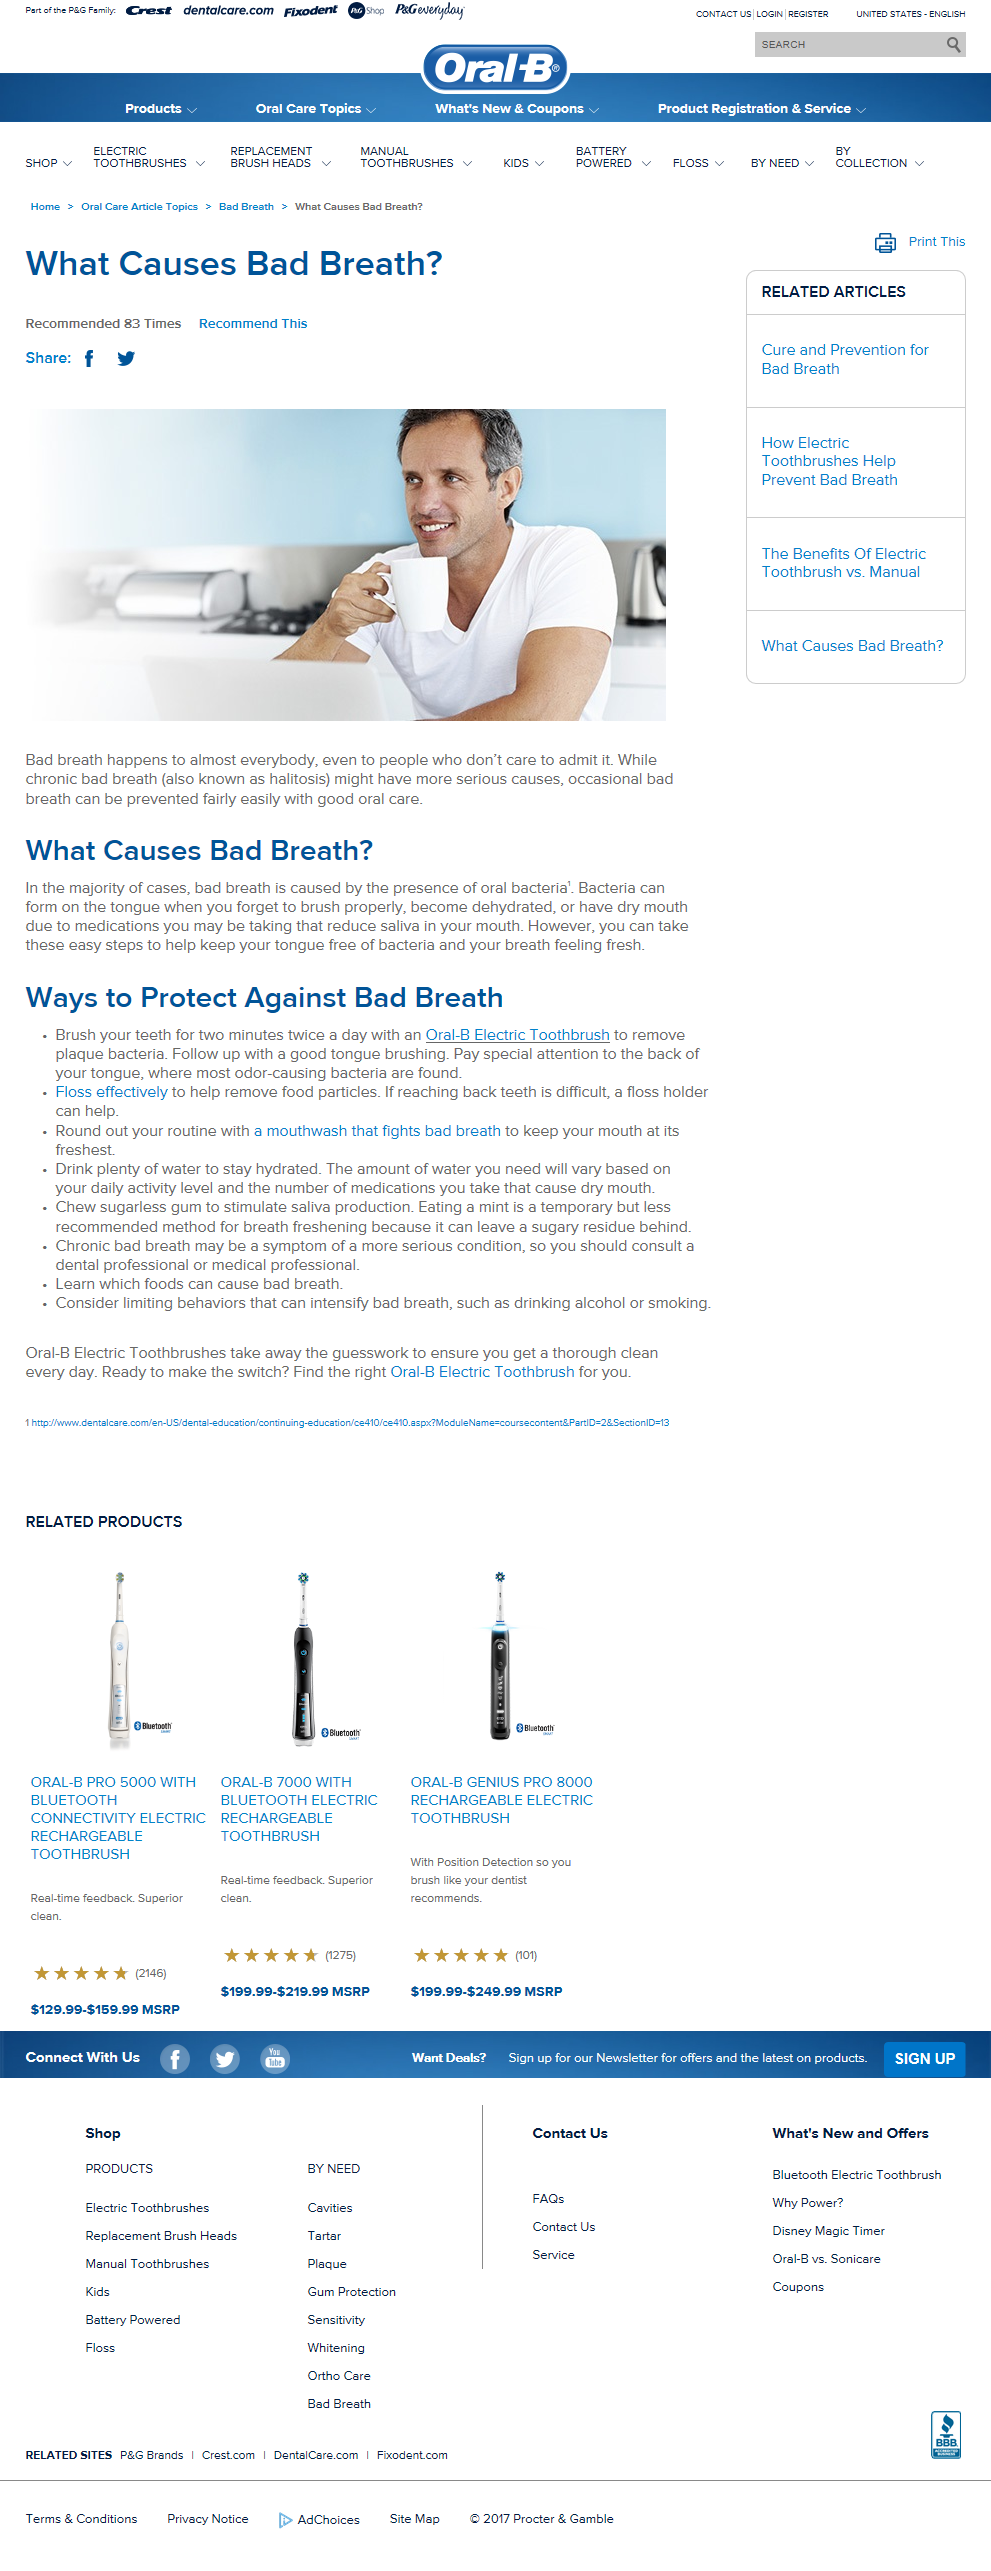 Part of the P&G Family: Crest dentalcare.com Fixodent P&G Shop P&G everyday
CONTACT US | LOGIN | REGISTER UNITED STATES - ENGLISH
SEARCH
Oral-B®
Products Oral Care Topics What's New & Coupons Product Registration & Service
SHOP ELECTRIC TOOTHBRUSHES REPLACEMENT BRUSH HEADS MANUAL TOOTHBRUSHES KIDS BATTERY POWERED FLOSS BY NEED BY COLLECTION
Home > Oral Care Article Topics > Bad Breath > What Causes Bad Breath?
Print This
What Causes Bad Breath?
Recommended 83 Times Recommend This
Share:
RELATED ARTICLES
Cure and Prevention for
Bad Breath
How Electric
Toothbrushes Help
Prevent Bad Breath
The Benefits Of Electric
Toothbrush vs. Manual
What Causes Bad Breath?
Bad breath happens to almost everybody, even to people who don't care to admit it. While
chronic bad breath (also known as halitosis) might have more serious causes, occasional bad
breath can be prevented fairly easily with good oral care.
What Causes Bad Breath?
In the majority of cases, bad breath is caused by the presence of oral bacteria1. Bacteria can
form on the tongue when you forget to brush properly, become dehydrated, or have dry mouth
due to medications you may be taking that reduce saliva in your mouth. However, you can take
these easy steps to help keep your tongue free of bacteria and your breath feeling fresh.
Ways to Protect Against Bad Breath
• Brush your teeth for two minutes twice a day with an Oral-B Electric Toothbrush to remove
plaque bacteria. Follow up with a good tongue brushing. Pay special attention to the back of
your tongue, where most odor-causing bacteria are found.
• Floss effectively to help remove food particles. If reaching back teeth is difficult, a floss holder
can help.
• Round out your routine with a mouthwash that fights bad breath to keep your mouth at its
freshest.
• Drink plenty of water to stay hydrated. The amount of water you need will vary based on
your daily activity level and the number of medications you take that cause dry mouth.
• Chew sugarless gum to stimulate saliva production. Eating a mint is a temporary but less
recommended method for breath freshening because it can leave a sugary residue behind.
• Chronic bad breath may be a symptom of a more serious condition, so you should consult a
dental professional or medical professional.
• Learn which foods can cause bad breath.
• Consider limiting behaviors that can intensify bad breath, such as drinking alcohol or smoking.
Oral-B Electric Toothbrushes take away the guesswork to ensure you get a thorough clean
every day. Ready to make the switch? Find the right Oral-B Electric Toothbrush for you.
1 http://www.dentalcare.com/en-US/dental-education/continuing-education/ce410/ce410.aspx?ModuleName=coursecontent&PartID=2&SectionID=13
RELATED PRODUCTS
Bluetooth SMART
Bluetooth SMART
Bluetooth SMART
ORAL-B PRO 5000 WITH
BLUETOOTH
CONNECTIVITY ELECTRIC
RECHARGEABLE
TOOTHBRUSH
Real-time feedback. Superior
clean.
(2146)
$129.99-$159.99 MSRP
ORAL-B 7000 WITH
BLUETOOTH ELECTRIC
RECHARGEABLE
TOOTHBRUSH
Real-time feedback. Superior
clean.
(1275)
$199.99-$219.99 MSRP
ORAL-B GENIUS PRO 8000
RECHARGEABLE ELECTRIC
TOOTHBRUSH
With Position Detection so you
brush like your dentist
recommends.
(101)
$199.99-$249.99 MSRP
Connect With Us You Tube Want Deals? Sign up for our Newsletter for offers and the latest on products. SIGN UP
Shop
PRODUCTS
Electric Toothbrushes
Replacement Brush Heads
Manual Toothbrushes
Kids
Battery Powered
Floss
BY NEED
Cavities
Tartar
Plaque
Gum Protection
Sensitivity
Whitening
Ortho Care
Bad Breath
Contact Us
FAQs
Contact Us
Service
What's New and Offers
Bluetooth Electric Toothbrush
Why Power?
Disney Magic Timer
Oral-B vs. Sonicare
Coupons
BBB
ACCREDITED
BUSINESS
RELATED SITES P&G Brands | Crest.com | DentalCare.com | Fixodent.com
Terms & Conditions Privacy Notice AdChoices Site Map © 2017 Procter & Gamble